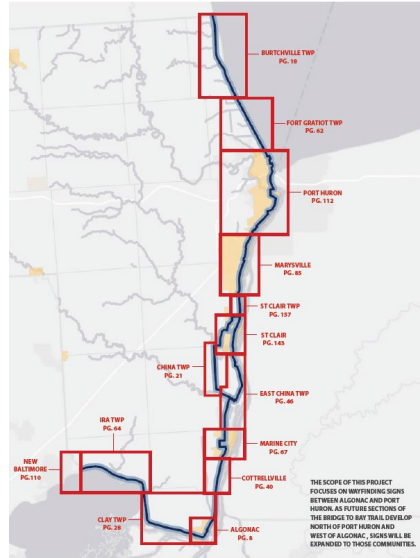 BURTCHVILLE TWP
PG. 18
FORT GRATIOT TWP
PG. 62
PORT HURON
PG. 112
MARYSVILLE
PG. 85
ST CLAIR TWP
PG. 157
ST CLAIR
PG. 145
CHINA TWP
PG. 21
EAST CHINA TWP
PG. 46
IRA TWP
PG. 64
MARINE CITY
PG. 67
NEW
BALTIMORE
PG.110
COTTRELLVILLE
PG. 40
CLAY TWP
PG. 28
ALGONAC
PG. 8
THE SCOPE OF THIS PROJECT
FOCUSES ON WAYFINDING SIGNS
BETWEEN ALGONAC AND PORT
HURON. AS FUTURE SECTIONS OF
THE BRIDGE TO BAY TRAIL DEVELOP
NORTH OF PORT HURON AND
WEST OF ALGONAC , SIGNS WILL BE
EXPANDED TO THOSE COMMUNITIES.